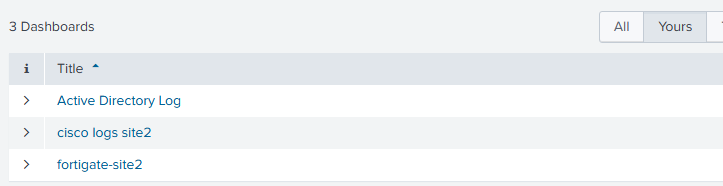 3 Dashboards
All Yours
i Title
Active Directory Log
cisco logs site2
fortigate-site2